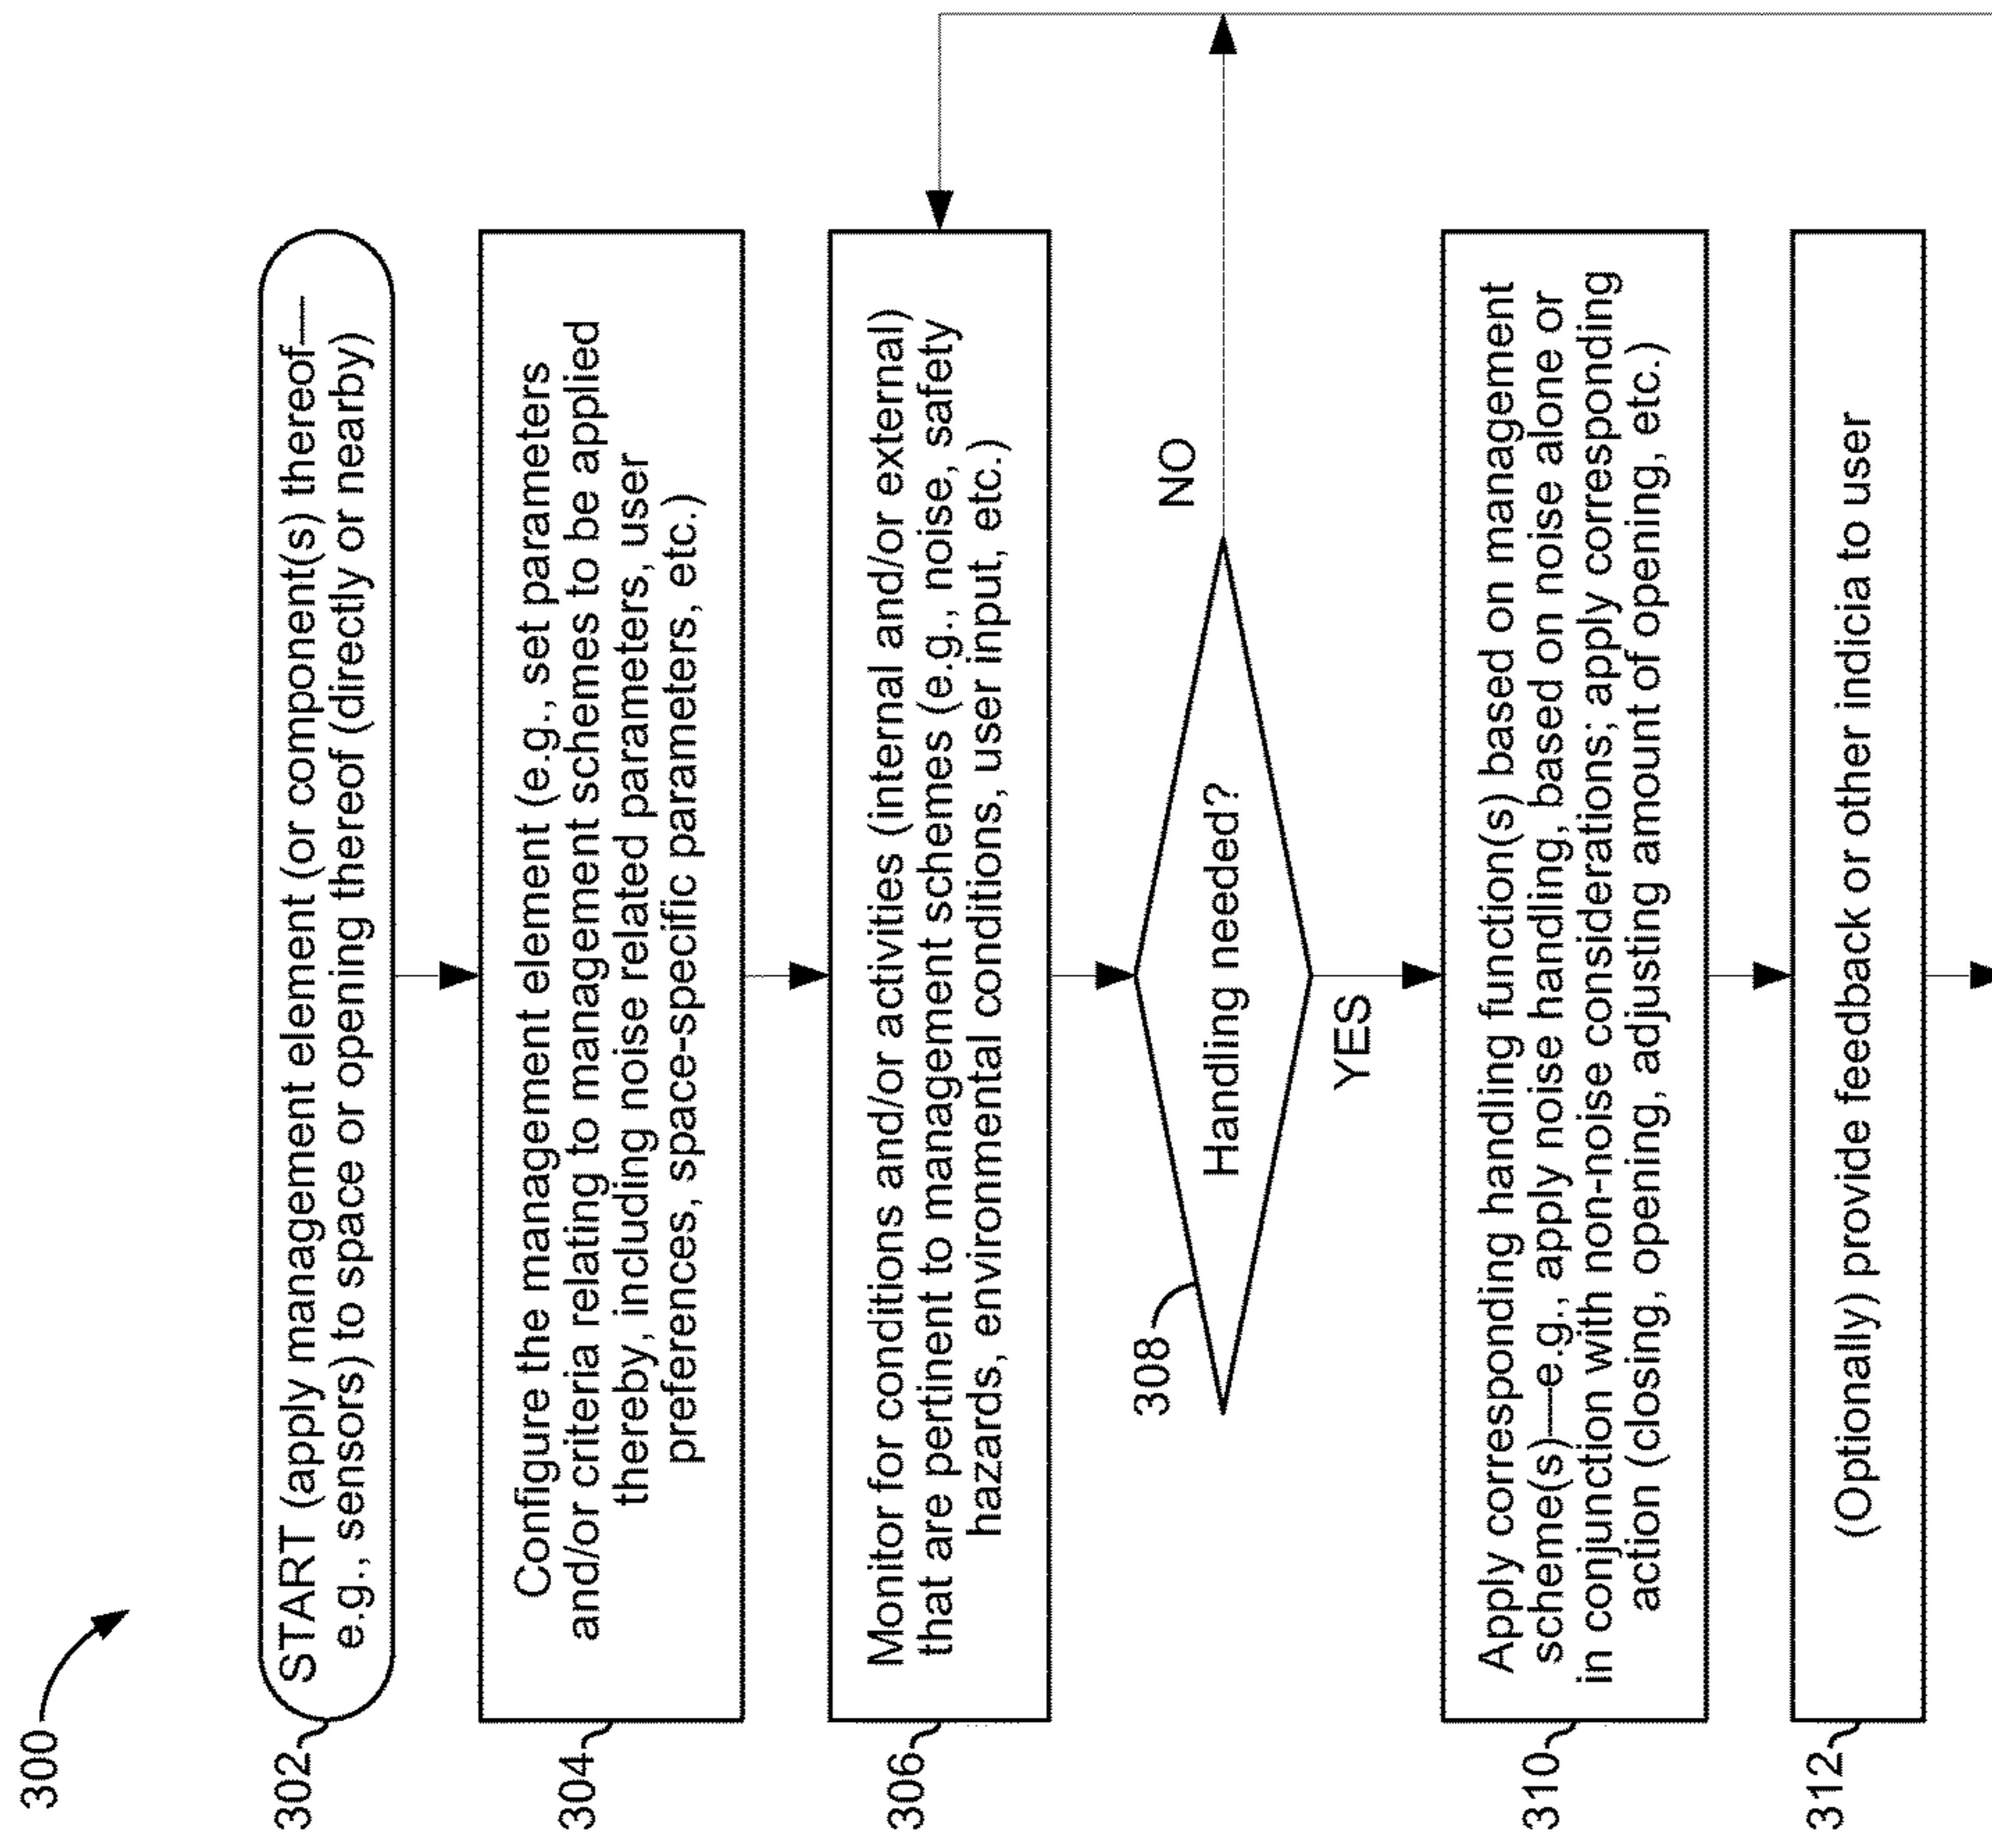 300
302
START (apply management element (or component(s) thereof—
e.g., sensors) to space or opening thereof (directly or nearby)
304
Configure the management element (e.g., set parameters
and/or criteria relating to management schemes to be applied
thereby, including noise related parameters, user
preferences, space-specific parameters, etc.)
306
Monitor for conditions and/or activities (internal and/or external)
that are pertinent to management schemes (e.g., noise, safety
hazards, environmental conditions, user input, etc.)
308
Handling needed?
NO
YES
310
Apply corresponding handling function(s) based on management
scheme(s)—e.g., apply noise handling, based on noise alone or
in conjunction with non-noise considerations; apply corresponding
action (closing, opening, adjusting amount of opening, etc.)
312
(Optionally) provide feedback or other indicia to user